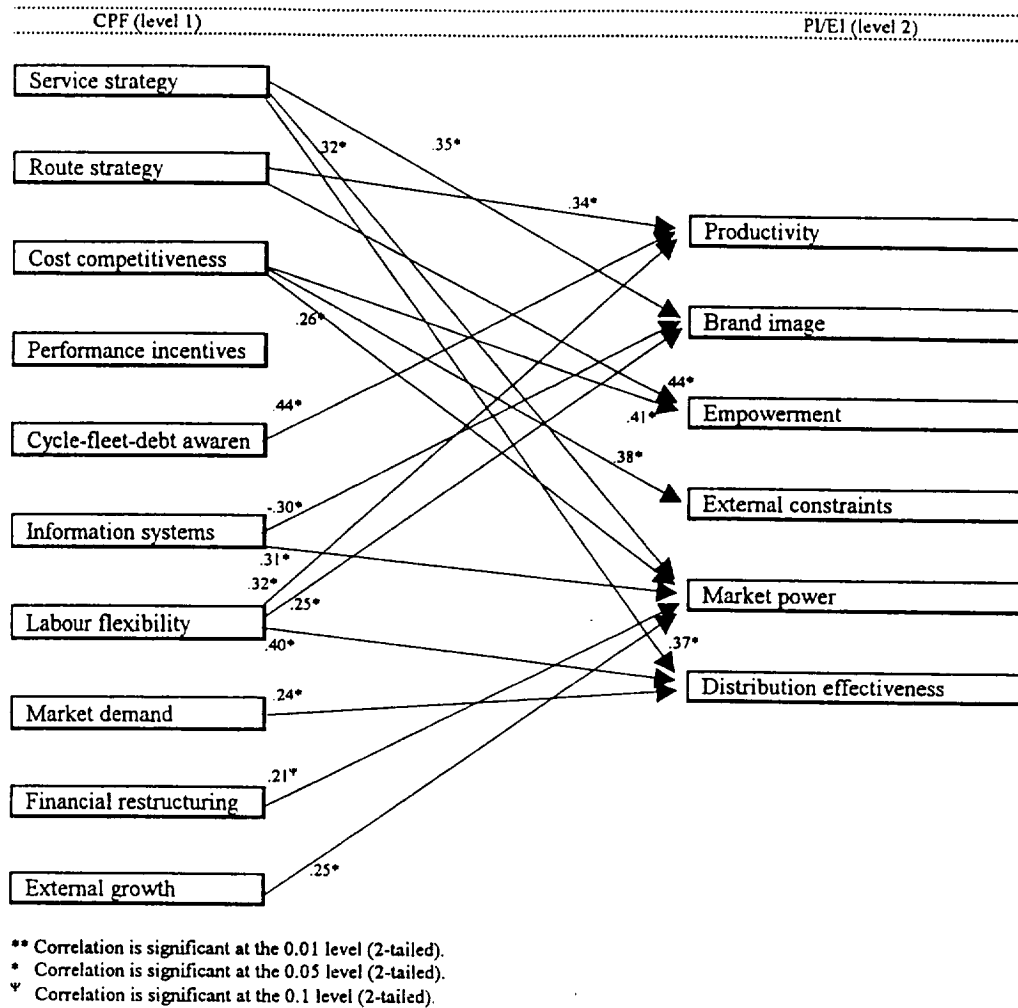 CPF (level 1) PI/EI (level 2)
Service strategy
.32*
.35*
Route strategy
.34*
Productivity
Cost competitiveness
.26*
Brand image
Performance incentives
.44*
.44*
.41*
Empowerment
Cycle-fleet-debt awaren
.38*
-.30*
External constraints
Information systems
.31*
.32*
.25*
Market power
Labour flexibility
.40*
.37*
Distribution effectiveness
.24*
Market demand
.21Ψ
Financial restructuring
.25*
External growth
** Correlation is significant at the 0.01 level (2-tailed).
* Correlation is significant at the 0.05 level (2-tailed).
Ψ Correlation is significant at the 0.1 level (2-tailed).